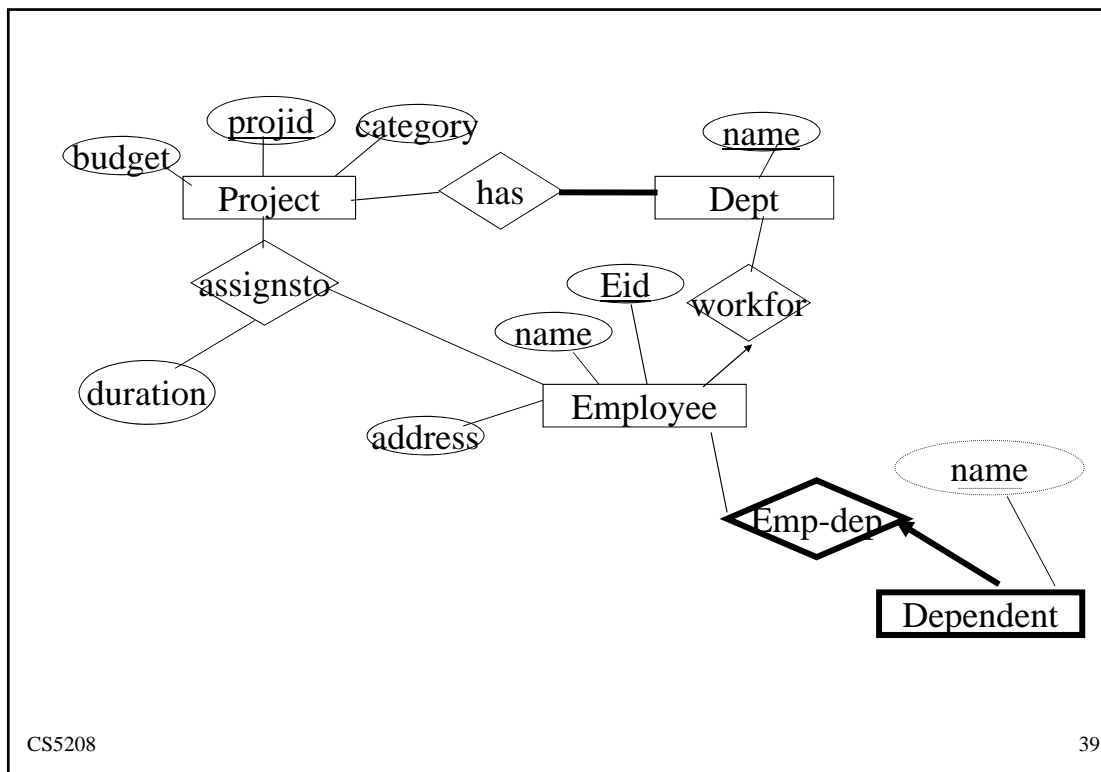 projid
category
name
budget
Project
has
Dept
assignsto
Eid
workfor
name
duration
Employee
address
name
Emp-dep
Dependent
CS5208
39